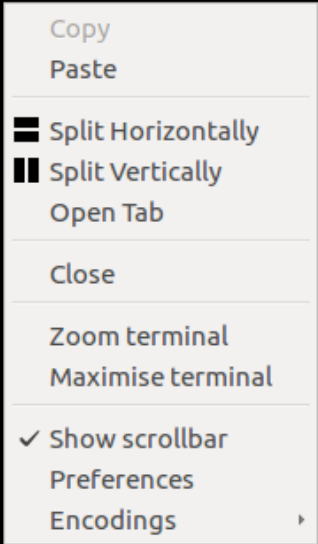 Copy
Paste
Split Horizontally
Split Vertically
Open Tab
Close
Zoom terminal
Maximise terminal
Show scrollbar
Preferences
Encodings